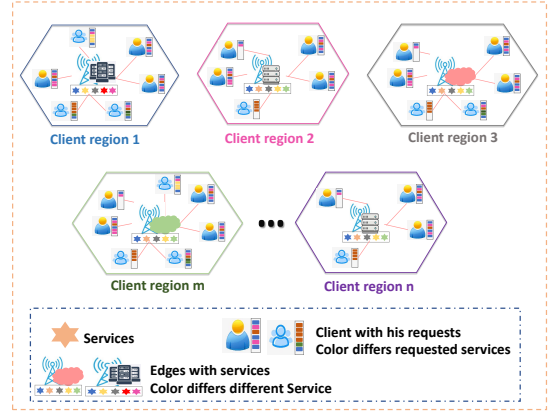 Client region 1
Client region 2
Client region 3
Client region m
Client region n
Services
Client with his requests
Color differs requested services
Edges with services
Color differs different Service